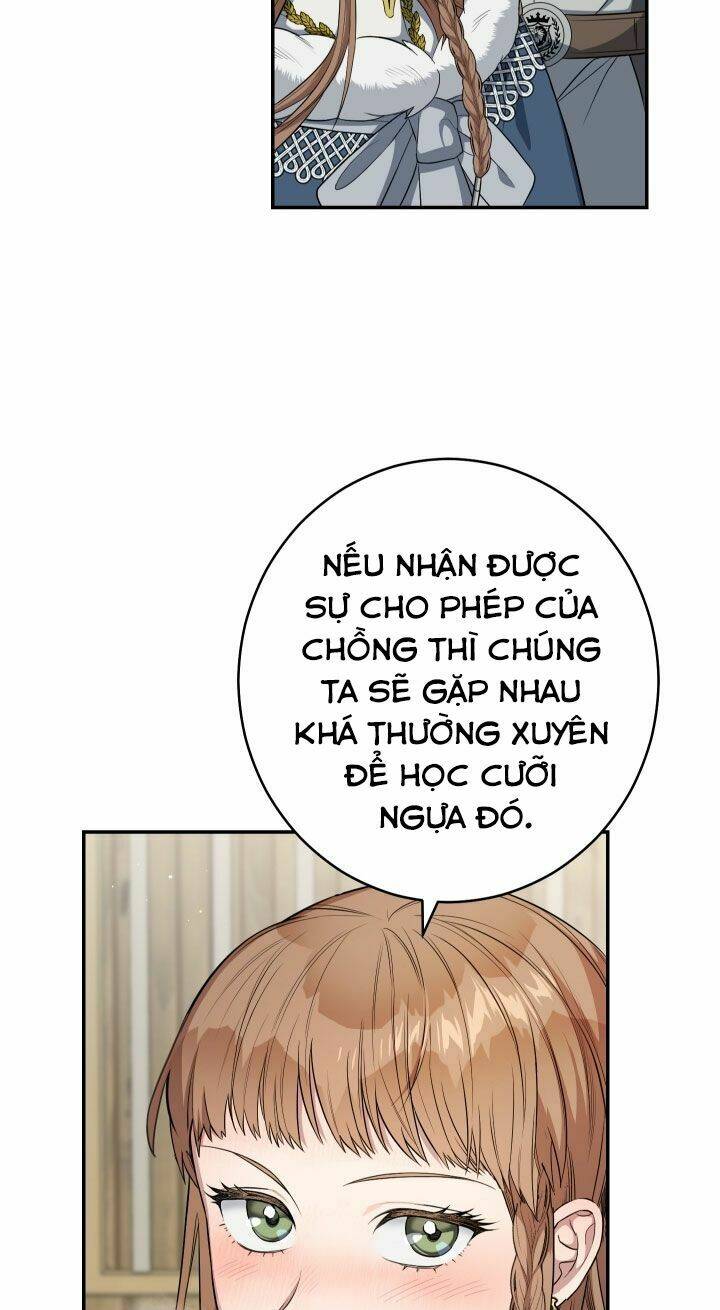 NẾU NHẬN ĐƯỢC
SỰ CHO PHÉP CỦA
CHỒNG THÌ CHÚNG
TA SẼ GẶP NHAU
KHÁ THƯỜNG XUYÊN
ĐỂ HỌC CƯỠI
NGỰA ĐÓ.